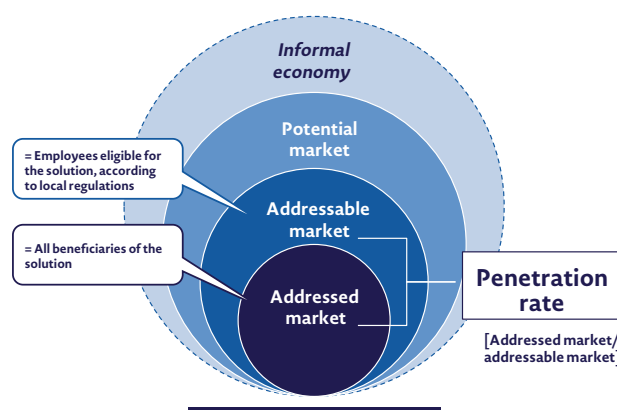 Informal
economy
Potential
market
= Employees eligible for
the solution, according
to local regulations
Addressable
market
= All beneficiaries of the
solution
Addressed
market
Penetration
rate
[Addressed market/
addressable market]